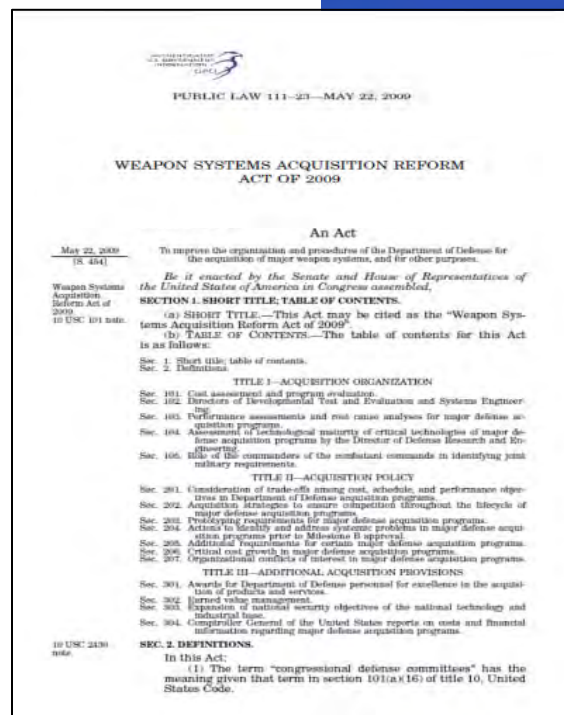 AUTHENTICATED
U.S. GOVERNMENT
INFORMATION
GPO
PUBLIC LAW 111–23—MAY 22, 2009
WEAPON SYSTEMS ACQUISITION REFORM
ACT OF 2009
An Act
May 22, 2009
[S. 454]
To improve the organization and procedures of the Department of Defense for
the acquisition of major weapon systems, and for other purposes.
Weapon Systems
Acquisition
Reform Act of
2009.
10 USC 101 note.
Be it enacted by the Senate and House of Representatives of
the United States of America in Congress assembled,
SECTION 1. SHORT TITLE; TABLE OF CONTENTS.
(a) SHORT TITLE.—This Act may be cited as the “Weapon Sys-
tems Acquisition Reform Act of 2009”.
(b) TABLE OF CONTENTS.—The table of contents for this Act
is as follows:
Sec. 1. Short title; table of contents.
Sec. 2. Definitions.
TITLE I—ACQUISITION ORGANIZATION
Sec. 101. Cost assessment and program evaluation.
Sec. 102. Directors of Developmental Test and Evaluation and Systems Engineer-
ing.
Sec. 103. Performance assessments and root cause analyses for major defense ac-
quisition programs.
Sec. 104. Assessment of technological maturity of critical technologies of major de-
fense acquisition programs by the Director of Defense Research and En-
gineering.
Sec. 105. Role of the commanders of the combatant commands in identifying joint
military requirements.
TITLE II—ACQUISITION POLICY
Sec. 201. Consideration of trade-offs among cost, schedule, and performance objec-
tives in Department of Defense acquisition programs.
Sec. 202. Acquisition strategies to ensure competition throughout the lifecycle of
major defense acquisition programs.
Sec. 203. Prototyping requirements for major defense acquisition programs.
Sec. 204. Actions to identify and address systemic problems in major defense acqui-
sition programs prior to Milestone B approval.
Sec. 205. Additional requirements for certain major defense acquisition programs.
Sec. 206. Critical cost growth in major defense acquisition programs.
Sec. 207. Organizational conflicts of interest in major defense acquisition programs.
TITLE III—ADDITIONAL ACQUISITION PROVISIONS
Sec. 301. Awards for Department of Defense personnel for excellence in the acquisi-
tion of products and services.
Sec. 302. Earned value management.
Sec. 303. Expansion of national security objectives of the national technology and
industrial base.
Sec. 304. Comptroller General of the United States reports on costs and financial
information regarding major defense acquisition programs.
10 USC 2430
note.
SEC. 2. DEFINITIONS.
In this Act:
(1) The term “congressional defense committees” has the
meaning given that term in section 101(a)(16) of title 10, United
States Code.